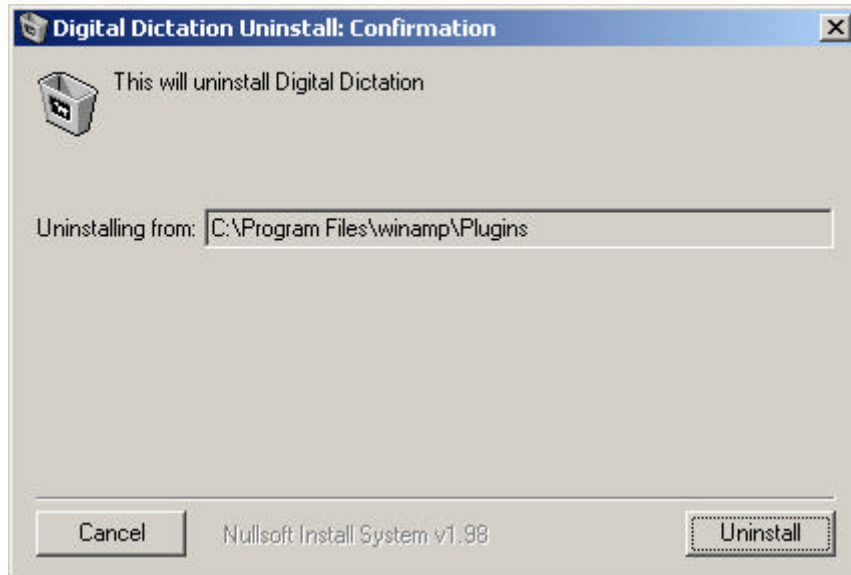 Digital Dictation Uninstall: Confirmation
This will uninstall Digital Dictation
Uninstalling from: C:\Program Files\winamp\Plugins
Cancel Nullsoft Install System v1.98 Uninstall